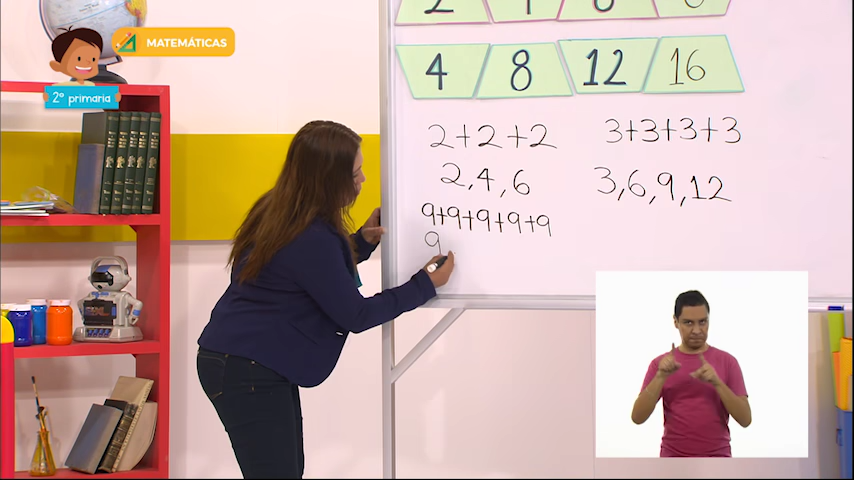 MATEMÁTICAS
2° primaria
4 8 12 16
2+2+2
2,4,6
3+3+3+3
3,6,9,12
9+9+9+9+9
9